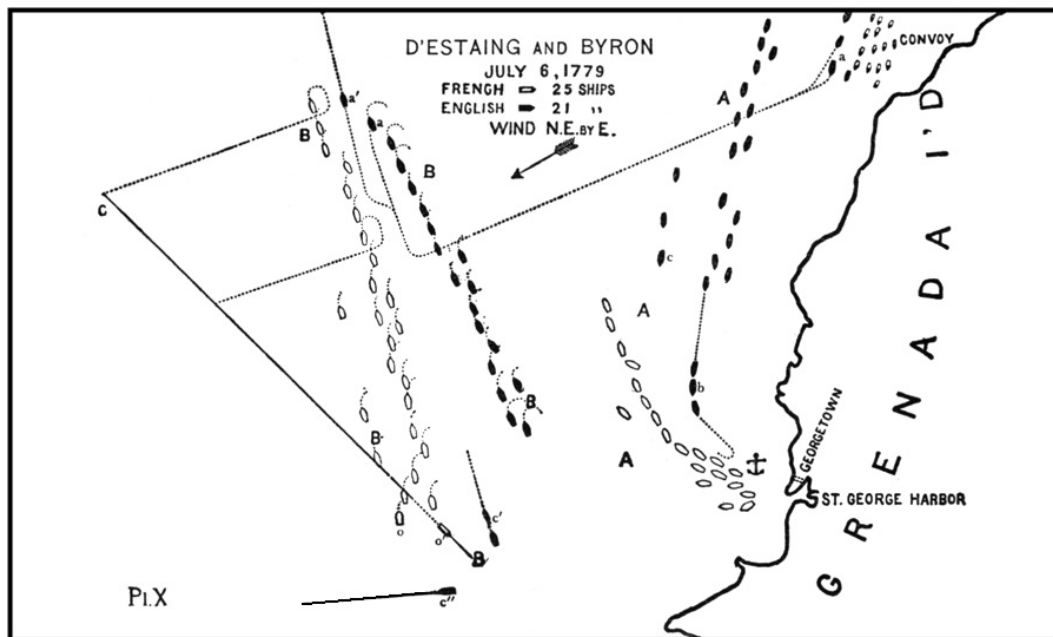 D'ESTAING AND BYRON
JULY 6, 1779
FRENCH 25 SHIPS
ENGLISH 21 "
WIND N.E. BY E.
CONVOY
a
A
a'
a
B
B
C
c
A
b
B
A
B
GEORGETOWN
ST. GEORGE HARBOR
GRENADA I'D
o
o'
c'
B
c"
Pl. X